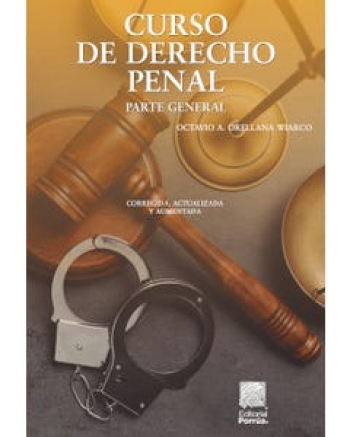 CURSO
DE DERECHO
PENAL
PARTE GENERAL
OCTAVIO A. ORELLANA WIARCO
CORREGIDA, ACTUALIZADA
Y AUMENTADA
Editorial
Porrúa